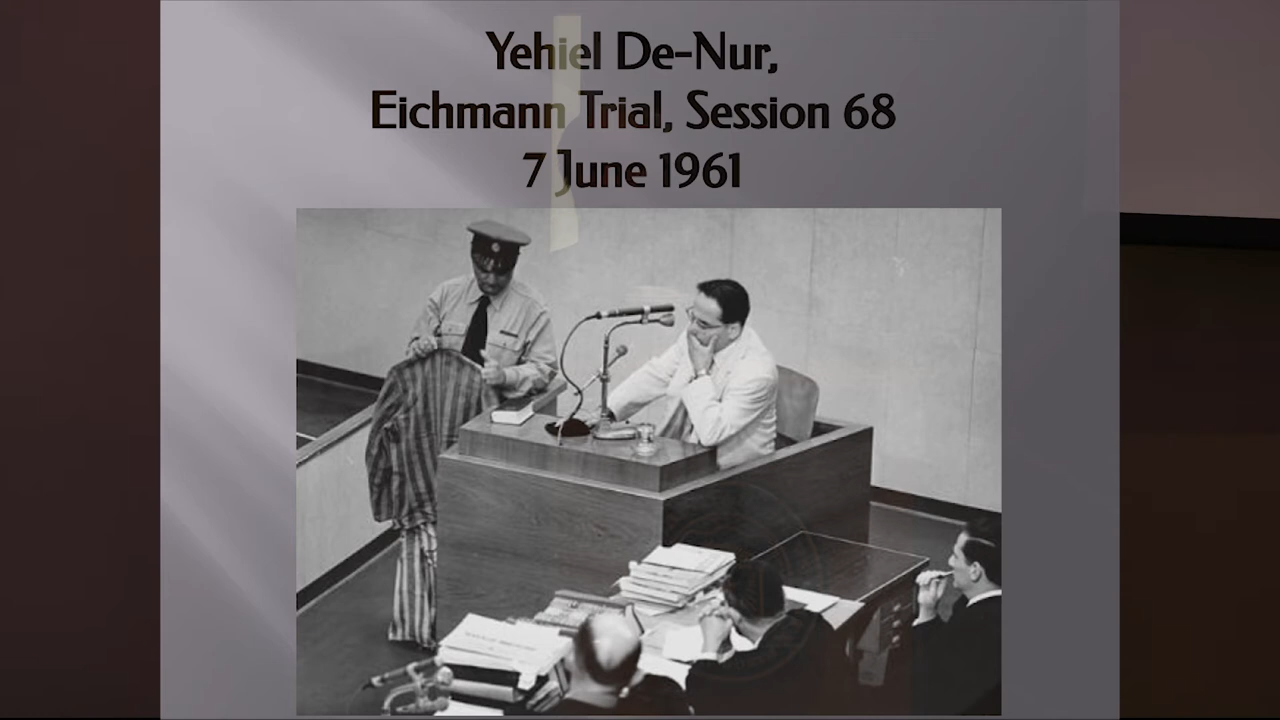 Yehiel De-Nur,
Eichmann Trial, Session 68
7 June 1961